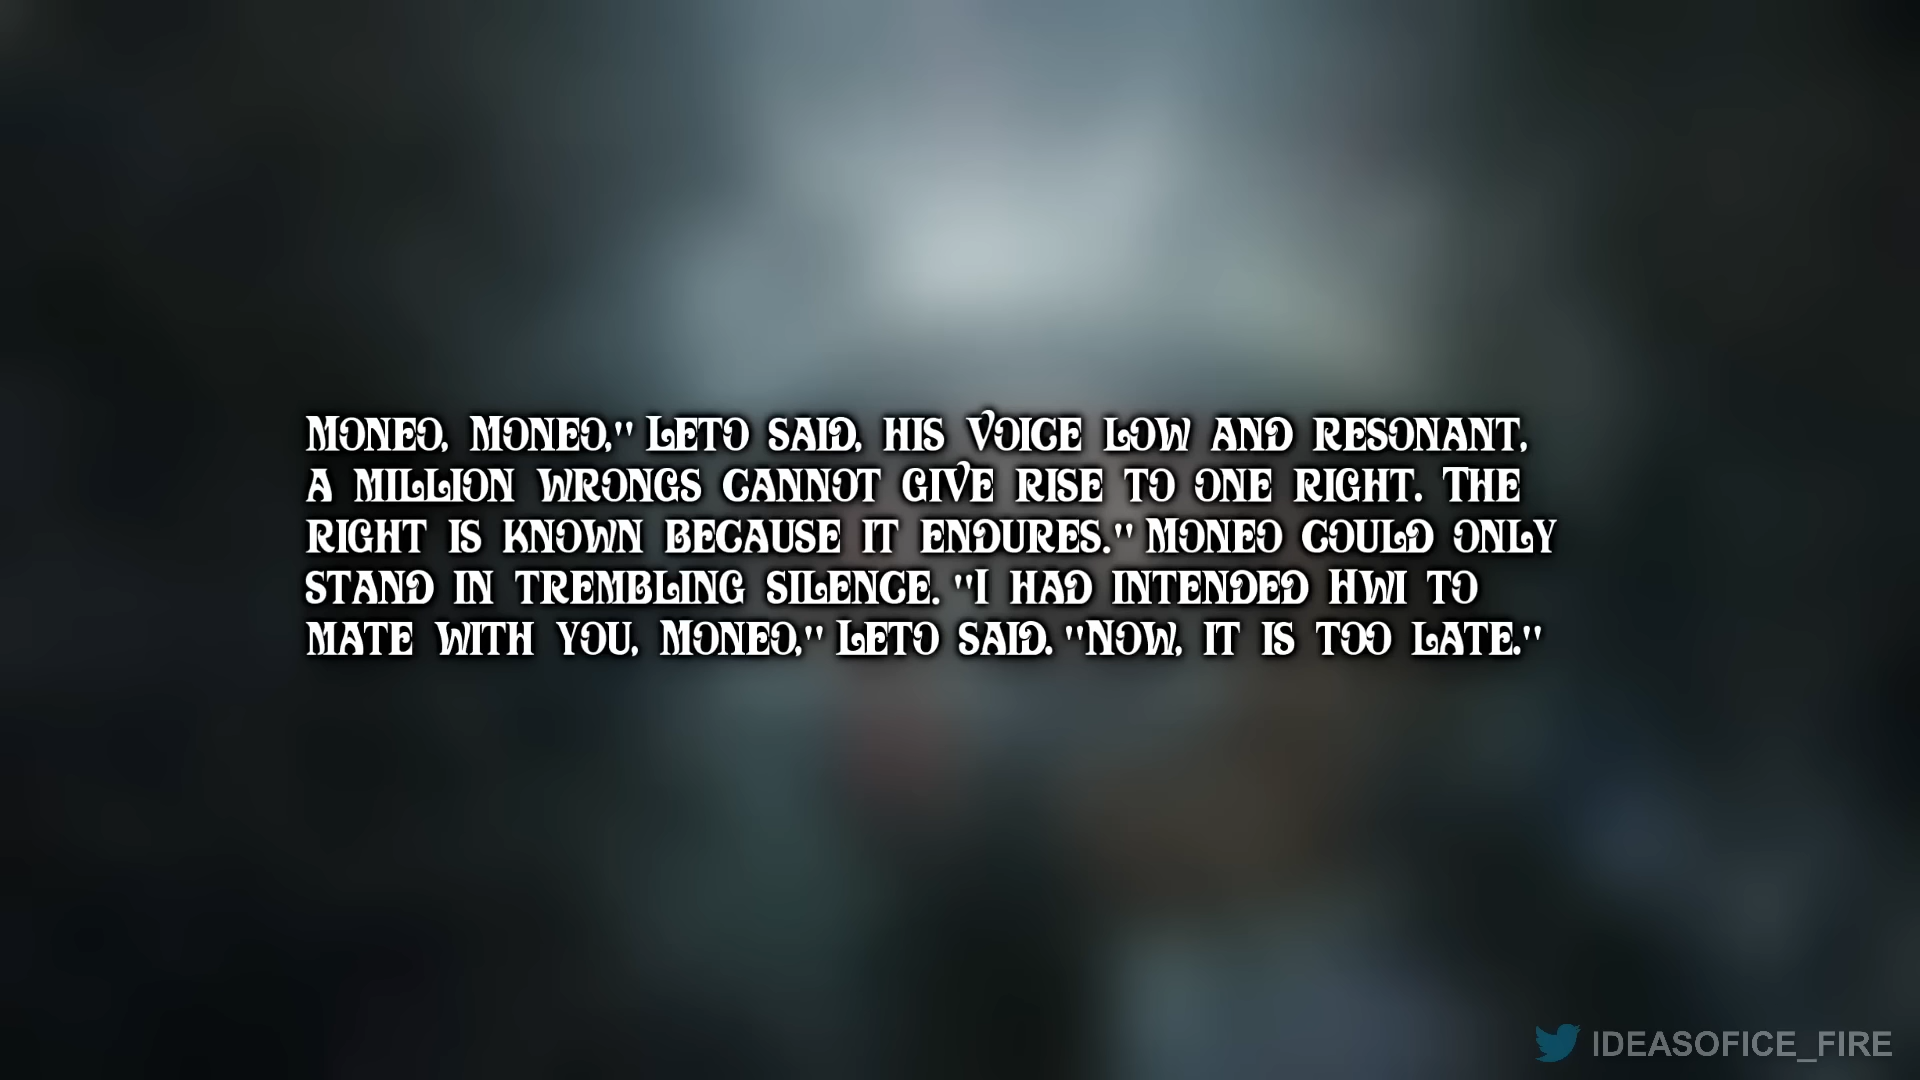 Moneo, Moneo," Leto said, his voice low and resonant,
a million wrongs cannot give rise to one right. The
right is known because it endures." Moneo could only
stand in trembling silence. "I had intended Hwi to
mate with you, Moneo," Leto said. "Now, it is too late."
IDEASOFICE_FIRE